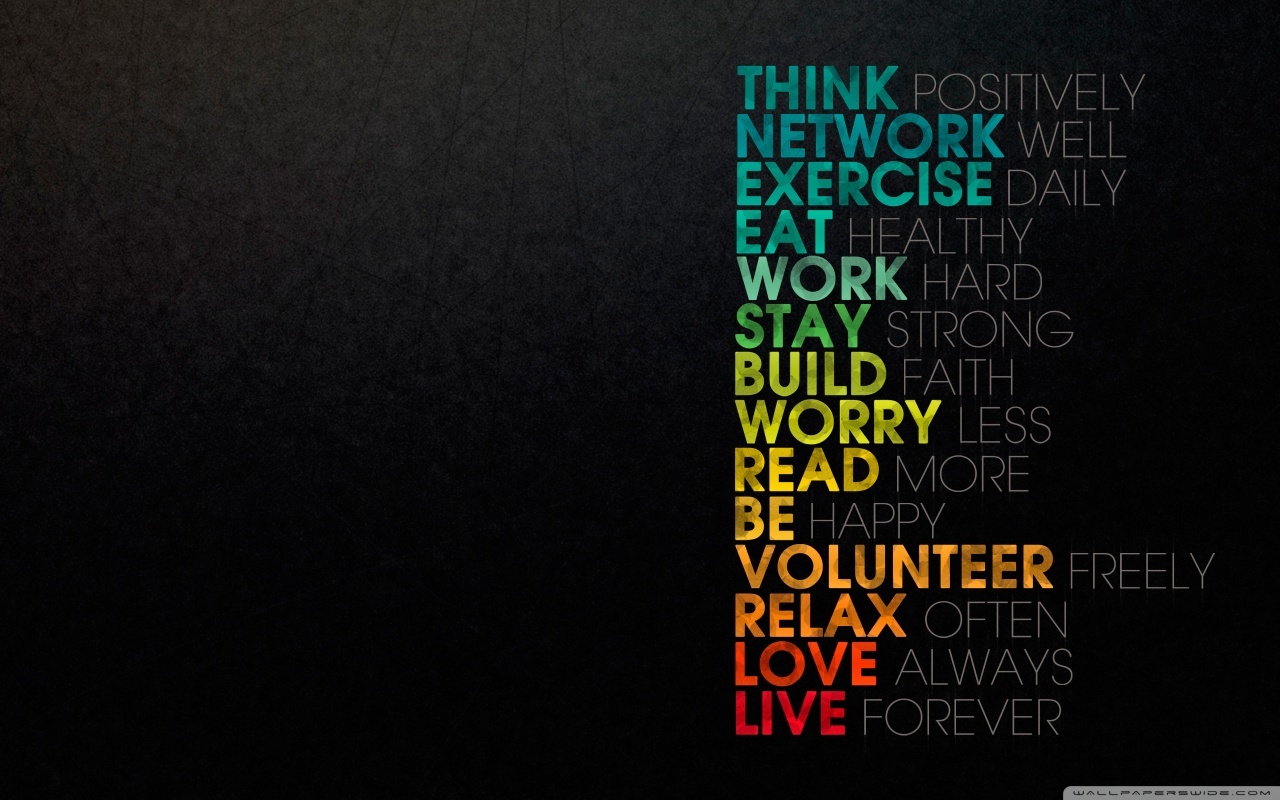 THINK POSITIVELY
NETWORK WELL
EXERCISE DAILY
EAT HEALTHY
WORK HARD
STAY STRONG
BUILD FAITH
WORRY LESS
READ MORE
BE HAPPY
VOLUNTEER FREELY
RELAX OFTEN
LOVE ALWAYS
LIVE FOREVER
WALLPAPERSWIDE.COM